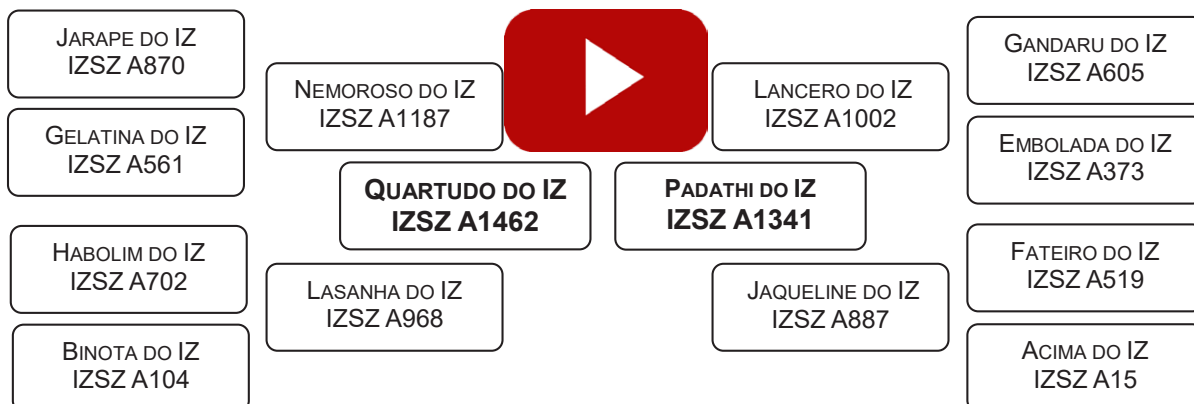 JARAPE DO IZ
IZSZ A870
GELATINA DO IZ
IZSZ A561
HABOLIM DO IZ
IZSZ A702
BINOTA DO IZ
IZSZ A104
NEMOROSO DO IZ
IZSZ A1187
LASANHA DO IZ
IZSZ A968
QUARTUDO DO IZ
IZSZ A1462
PADATHI DO IZ
IZSZ A1341
LANCERO DO IZ
IZSZ A1002
JAQUELINE DO IZ
IZSZ A887
GANDARU DO IZ
IZSZ A605
EMBOLADA DO IZ
IZSZ A373
FATEIRO DO IZ
IZSZ A519
ACIMA DO IZ
IZSZ A15